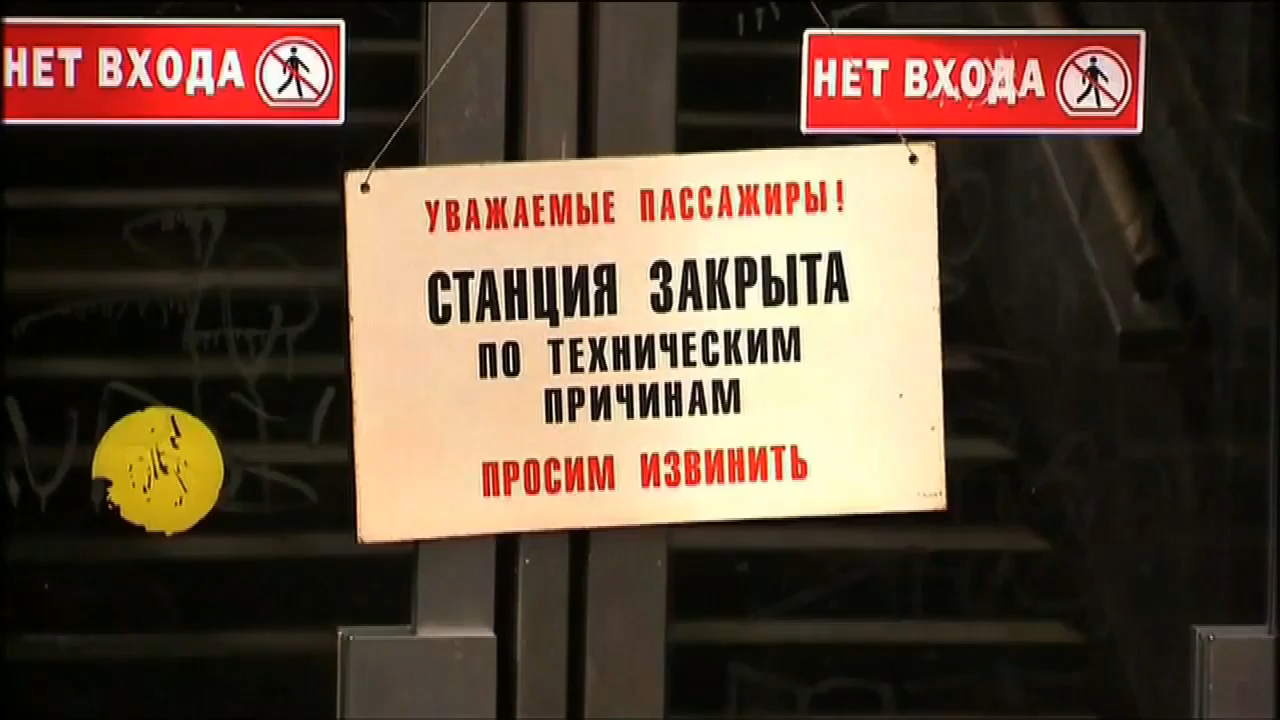 НЕТ ВХОДА
НЕТ ВХОДА
УВАЖАЕМЫЕ ПАССАЖИРЫ!
СТАНЦИЯ ЗАКРЫТА
ПО ТЕХНИЧЕСКИМ
ПРИЧИНАМ
ПРОСИМ ИЗВИНИТЬ